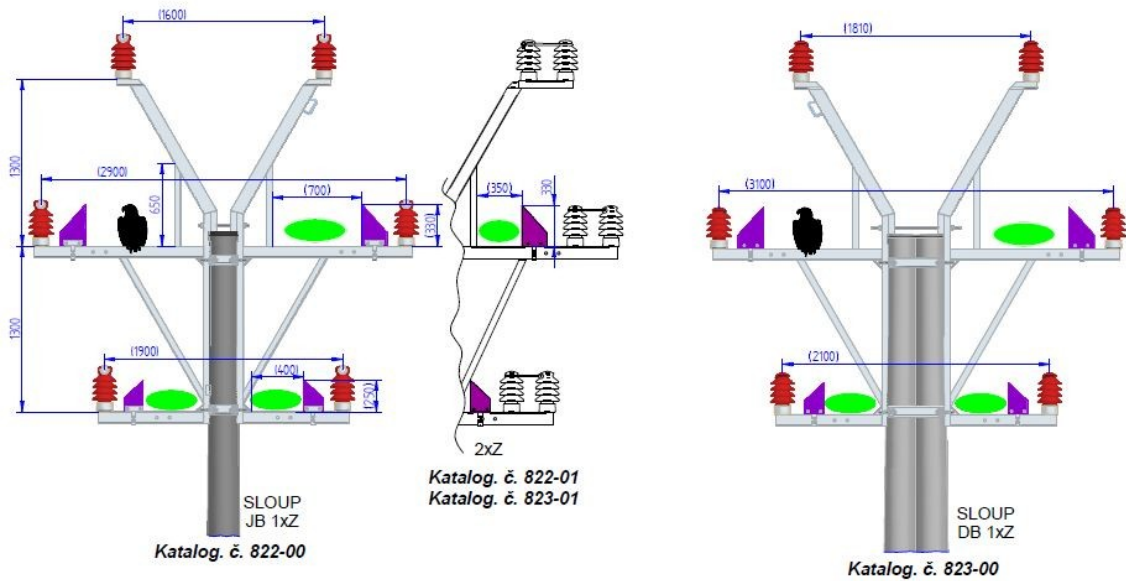 (1600)
1300
(2900)
650
(700)
(330)
1300
(1900)
(400)
(250)
SLOUP
JB 1xZ
Katalog. č. 822-00
(350)
330
2xZ
Katalog. č. 822-01
Katalog. č. 823-01
(1810)
(3100)
(2100)
SLOUP
DB 1xZ
Katalog. č. 823-00